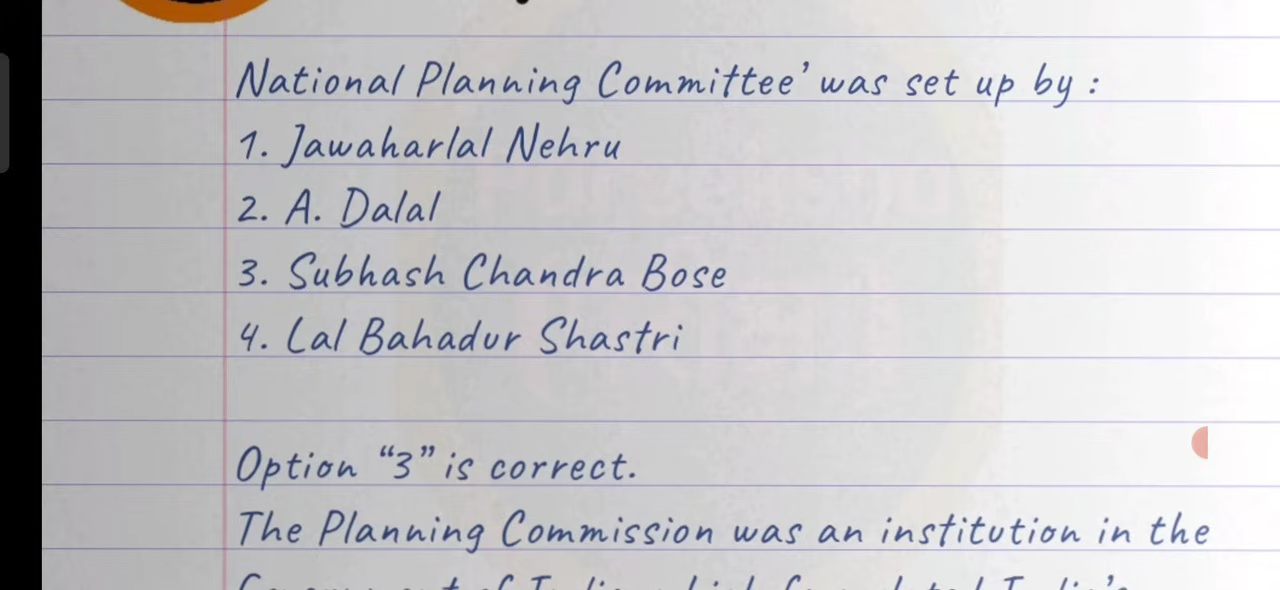 National Planning Committee’ was set up by :
1. Jawaharlal Nehru
2. A. Dalal
3. Subhash Chandra Bose
4. Lal Bahadur Shastri
Option “3” is correct.
The Planning Commission was an institution in the